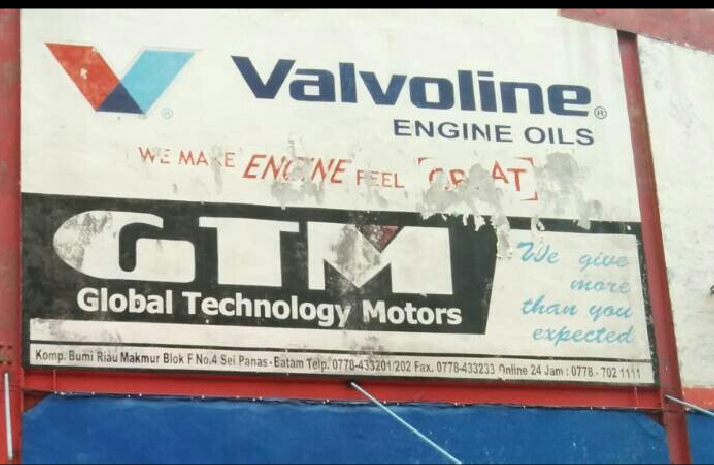 Valvoline®
®
ENGINE OILS
WE MAKE ENGINE FEEL GREAT
GTM
Global Technology Motors
We give
more
than you
expected
Komp. Bumi Riau Makmur Blok F No.4 Sei Panas - Batam Telp. 0778-433201/202 Fax. 0778-433233 Online 24 Jam : 0778 - 702 1111